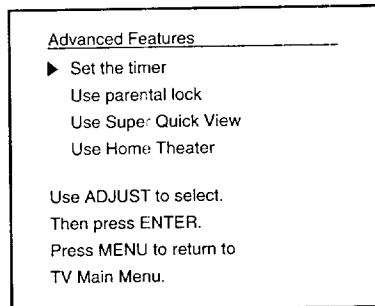 Advanced Features
▶ Set the timer
Use parental lock
Use Super Quick View
Use Home Theater
Use ADJUST to select.
Then press ENTER.
Press MENU to return to
TV Main Menu.